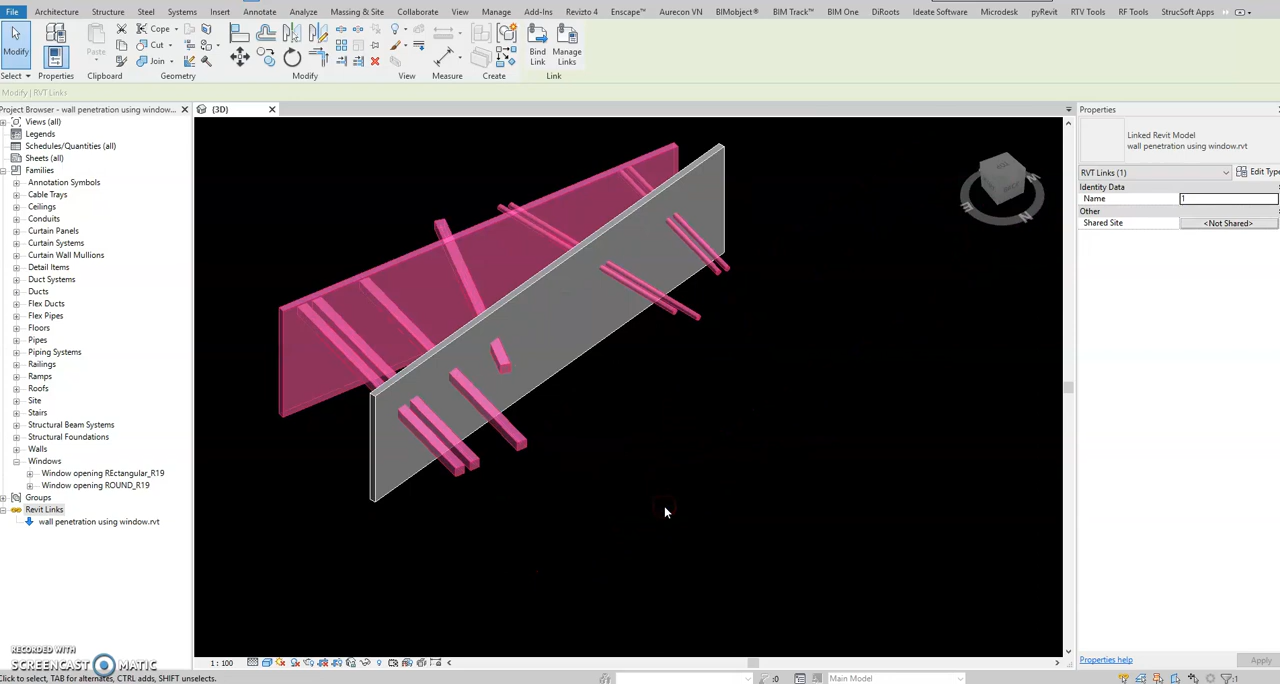 File Architecture Structure Steel Systems Insert Annotate Analyze Massing & Site Collaborate View Manage Add-Ins Revizto 4 Enscape™ Aurecon VN BIMobject® BIM Track™ BIM One DiRoots Ideate Software Microdesk pyRevit RTV Tools RF Tools StrucSoft Apps
Modify
Paste
Cope
Cut
Join
Bind Link
Manage Links
Select Properties Clipboard Geometry Modify View Measure Create Link
Modify | RVT Links
Project Browser - wall penetration using window...
{3D}
Properties
Views (all)
Legends
Schedules/Quantities (all)
Sheets (all)
Families
Annotation Symbols
Cable Trays
Ceilings
Conduits
Curtain Panels
Curtain Systems
Curtain Wall Mullions
Detail Items
Duct Systems
Ducts
Flex Ducts
Flex Pipes
Floors
Pipes
Piping Systems
Railings
Ramps
Roofs
Site
Stairs
Structural Beam Systems
Structural Foundations
Walls
Windows
Window opening REctangular_R19
Window opening ROUND_R19
Groups
Revit Links
wall penetration using window.rvt
Linked Revit Model
wall penetration using window.rvt
RVT Links (1)
Edit Type
Identity Data
Name 1
Other
Shared Site <Not Shared>
E
N
RECORDED WITH
SCREENCAST MATIC
1 : 100
Properties help
Apply
Click to select, TAB for alternates, CTRL adds, SHIFT unselects.
:0
Main Model
:1